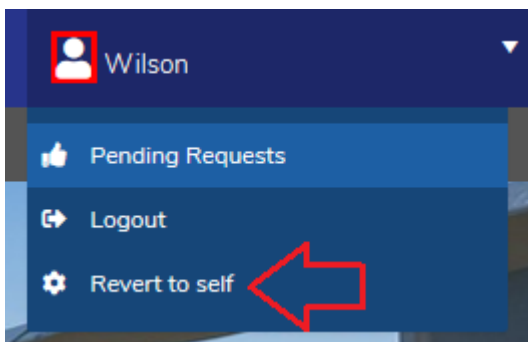 Wilson
Pending Requests
Logout
Revert to self